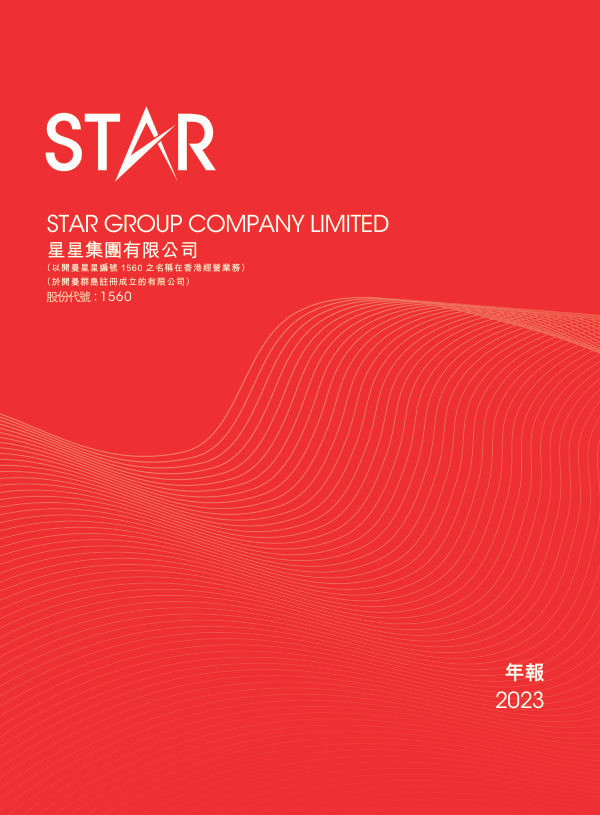 STAR
STAR GROUP COMPANY LIMITED
星星集團有限公司
（以開曼星星編號 1560 之名稱在香港經營業務）
（於開曼群島註冊成立的有限公司）
股份代號：1560
年報
2023